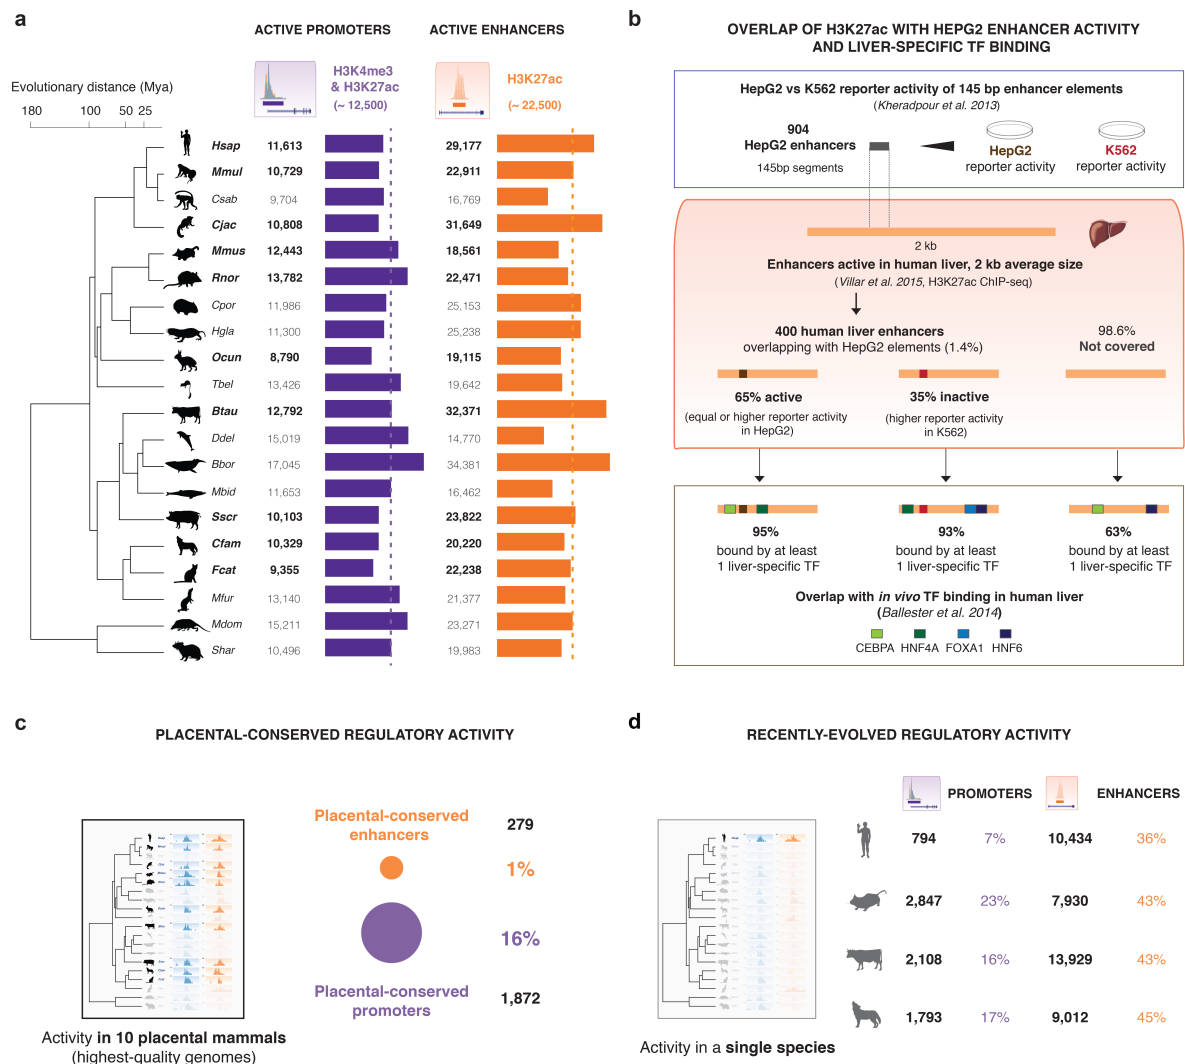 a
ACTIVE PROMOTERS
ACTIVE ENHANCERS
H3K4me3
& H3K27ac
(~ 12,500)
H3K27ac
(~ 22,500)
Evolutionary distance (Mya)
180 100 50 25
Hsap 11,613 29,177
Mmul 10,729 22,911
Csab 9,704 16,769
Cjac 10,808 31,649
Mmus 12,443 18,561
Rnor 13,782 22,471
Cpor 11,986 25,153
Hgla 11,300 25,238
Ocun 8,790 19,115
Tbel 13,426 19,642
Btau 12,792 32,371
Ddel 15,019 14,770
Bbor 17,045 34,381
Mbid 11,653 16,462
Sscr 10,103 23,822
Cfam 10,329 20,220
Fcat 9,355 22,238
Mfur 13,140 21,377
Mdom 15,211 23,271
Shar 10,496 19,983
b
OVERLAP OF H3K27ac WITH HEPG2 ENHANCER ACTIVITY
AND LIVER-SPECIFIC TF BINDING
HepG2 vs K562 reporter activity of 145 bp enhancer elements
(Kheradpour et al. 2013)
904
HepG2 enhancers
145bp segments
HepG2
reporter activity
K562
reporter activity
2 kb
Enhancers active in human liver, 2 kb average size
(Villar et al. 2015, H3K27ac ChIP-seq)
400 human liver enhancers
overlapping with HepG2 elements (1.4%)
98.6%
Not covered
65% active
(equal or higher reporter activity
in HepG2)
35% inactive
(higher reporter activity
in K562)
95%
bound by at least
1 liver-specific TF
93%
bound by at least
1 liver-specific TF
63%
bound by at least
1 liver-specific TF
Overlap with in vivo TF binding in human liver
(Ballester et al. 2014)
CEBPA HNF4A FOXA1 HNF6
c
PLACENTAL-CONSERVED REGULATORY ACTIVITY
Placental-conserved
enhancers
279
1%
16%
Placental-conserved
promoters
1,872
Activity in 10 placental mammals
(highest-quality genomes)
d
RECENTLY-EVOLVED REGULATORY ACTIVITY
PROMOTERS
ENHANCERS
794 7% 10,434 36%
2,847 23% 7,930 43%
2,108 16% 13,929 43%
1,793 17% 9,012 45%
Activity in a single species